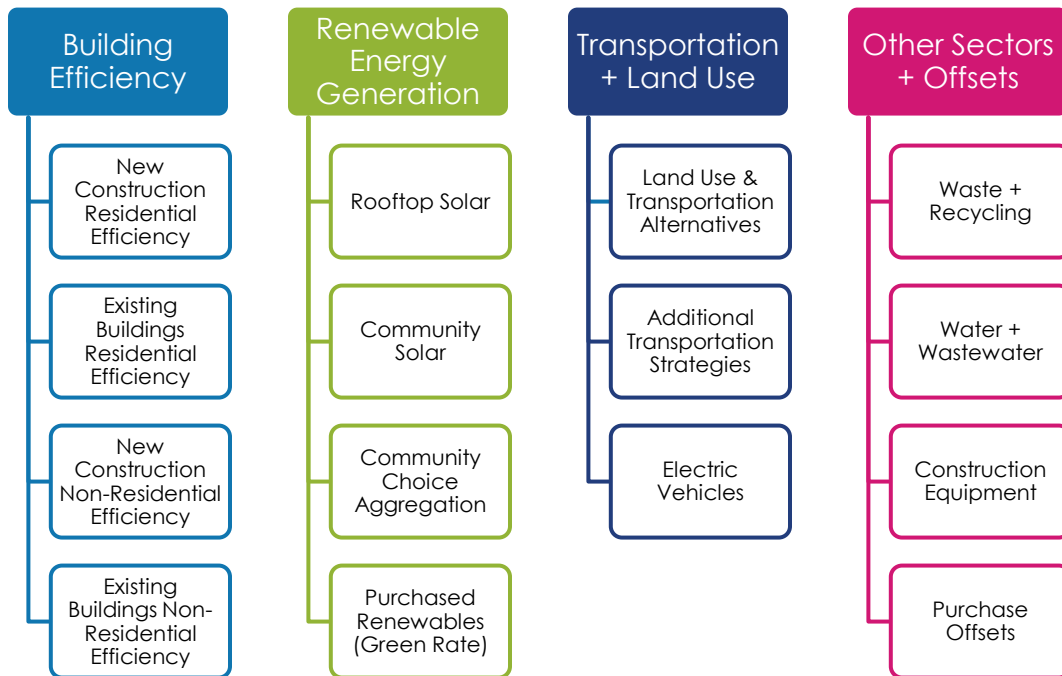 Building
Efficiency
New
Construction
Residential
Efficiency
Existing
Buildings
Residential
Efficiency
New
Construction
Non-Residential
Efficiency
Existing
Buildings Non-
Residential
Efficiency
Renewable
Energy
Generation
Rooftop Solar
Community
Solar
Community
Choice
Aggregation
Purchased
Renewables
(Green Rate)
Transportation
+ Land Use
Land Use &
Transportation
Alternatives
Additional
Transportation
Strategies
Electric
Vehicles
Other Sectors
+ Offsets
Waste +
Recycling
Water +
Wastewater
Construction
Equipment
Purchase
Offsets